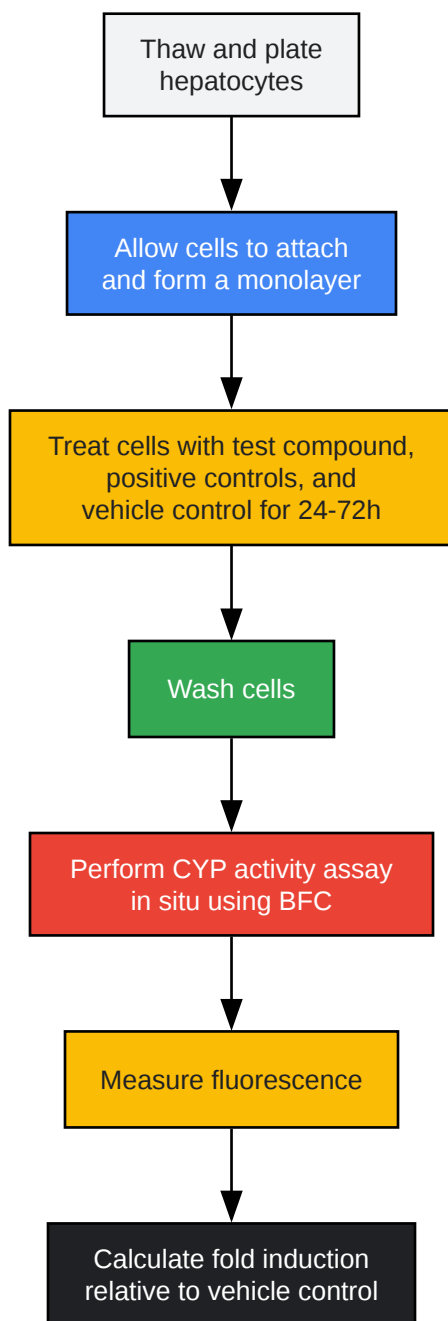 Thaw and plate
hepatocytes
Allow cells to attach
and form a monolayer
Treat cells with test compound,
positive controls, and
vehicle control for 24-72h
Wash cells
Perform CYP activity assay
in situ using BFC
Measure fluorescence
Calculate fold induction
relative to vehicle control